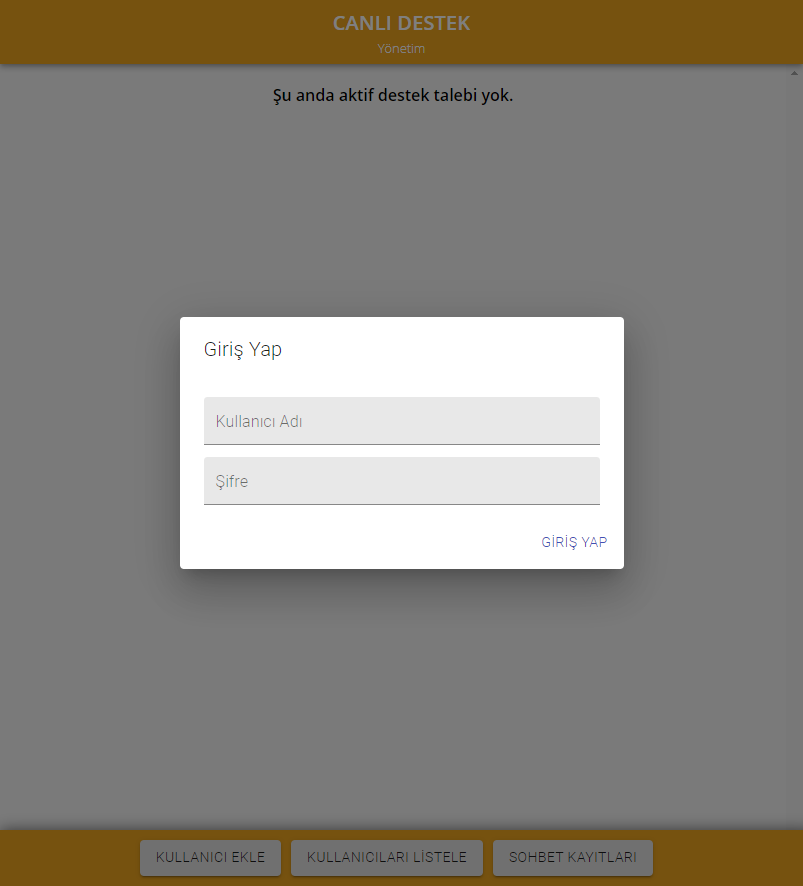 CANLI DESTEK
Yönetim
Şu anda aktif destek talebi yok.
Giriş Yap
Kullanıcı Adı
Şifre
GİRİŞ YAP
KULLANICI EKLE
KULLANICILARI LİSTELE
SOHBET KAYITLARI